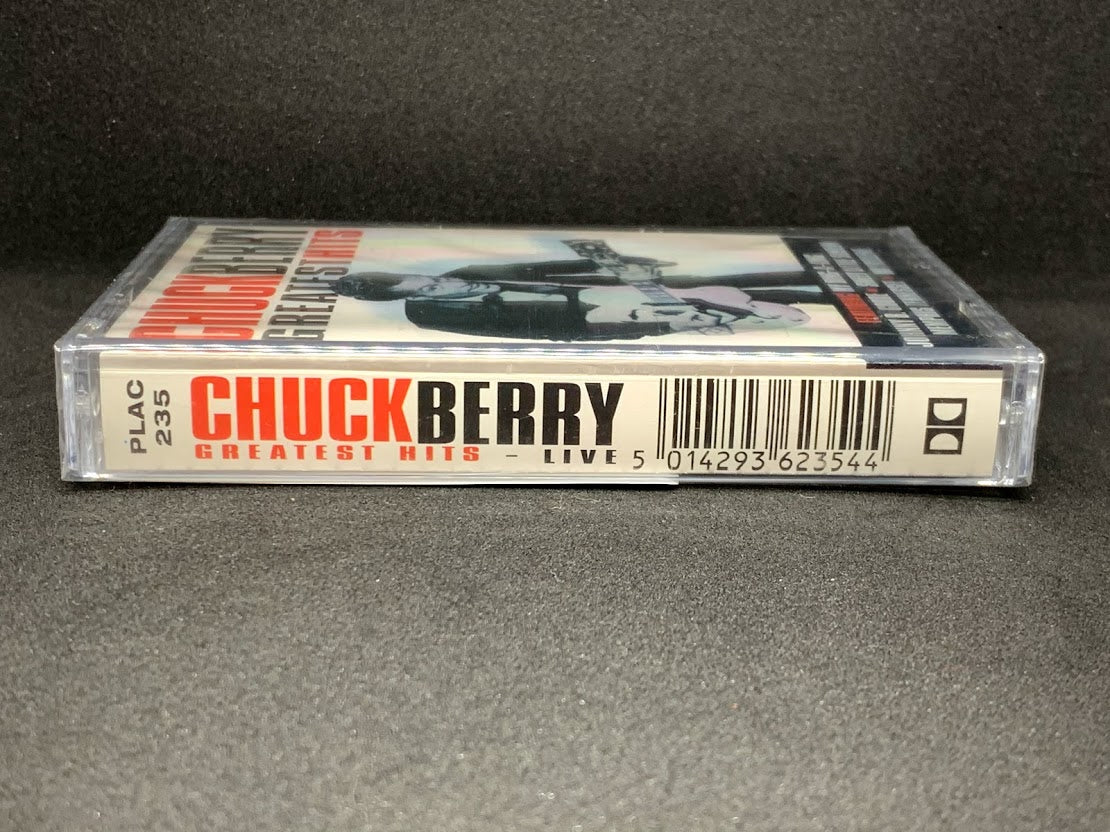 CHUCK BERRY
GREATEST HITS
PLAC
235
CHUCKBERRY
GREATEST HITS - LIVE
5 014293 623544